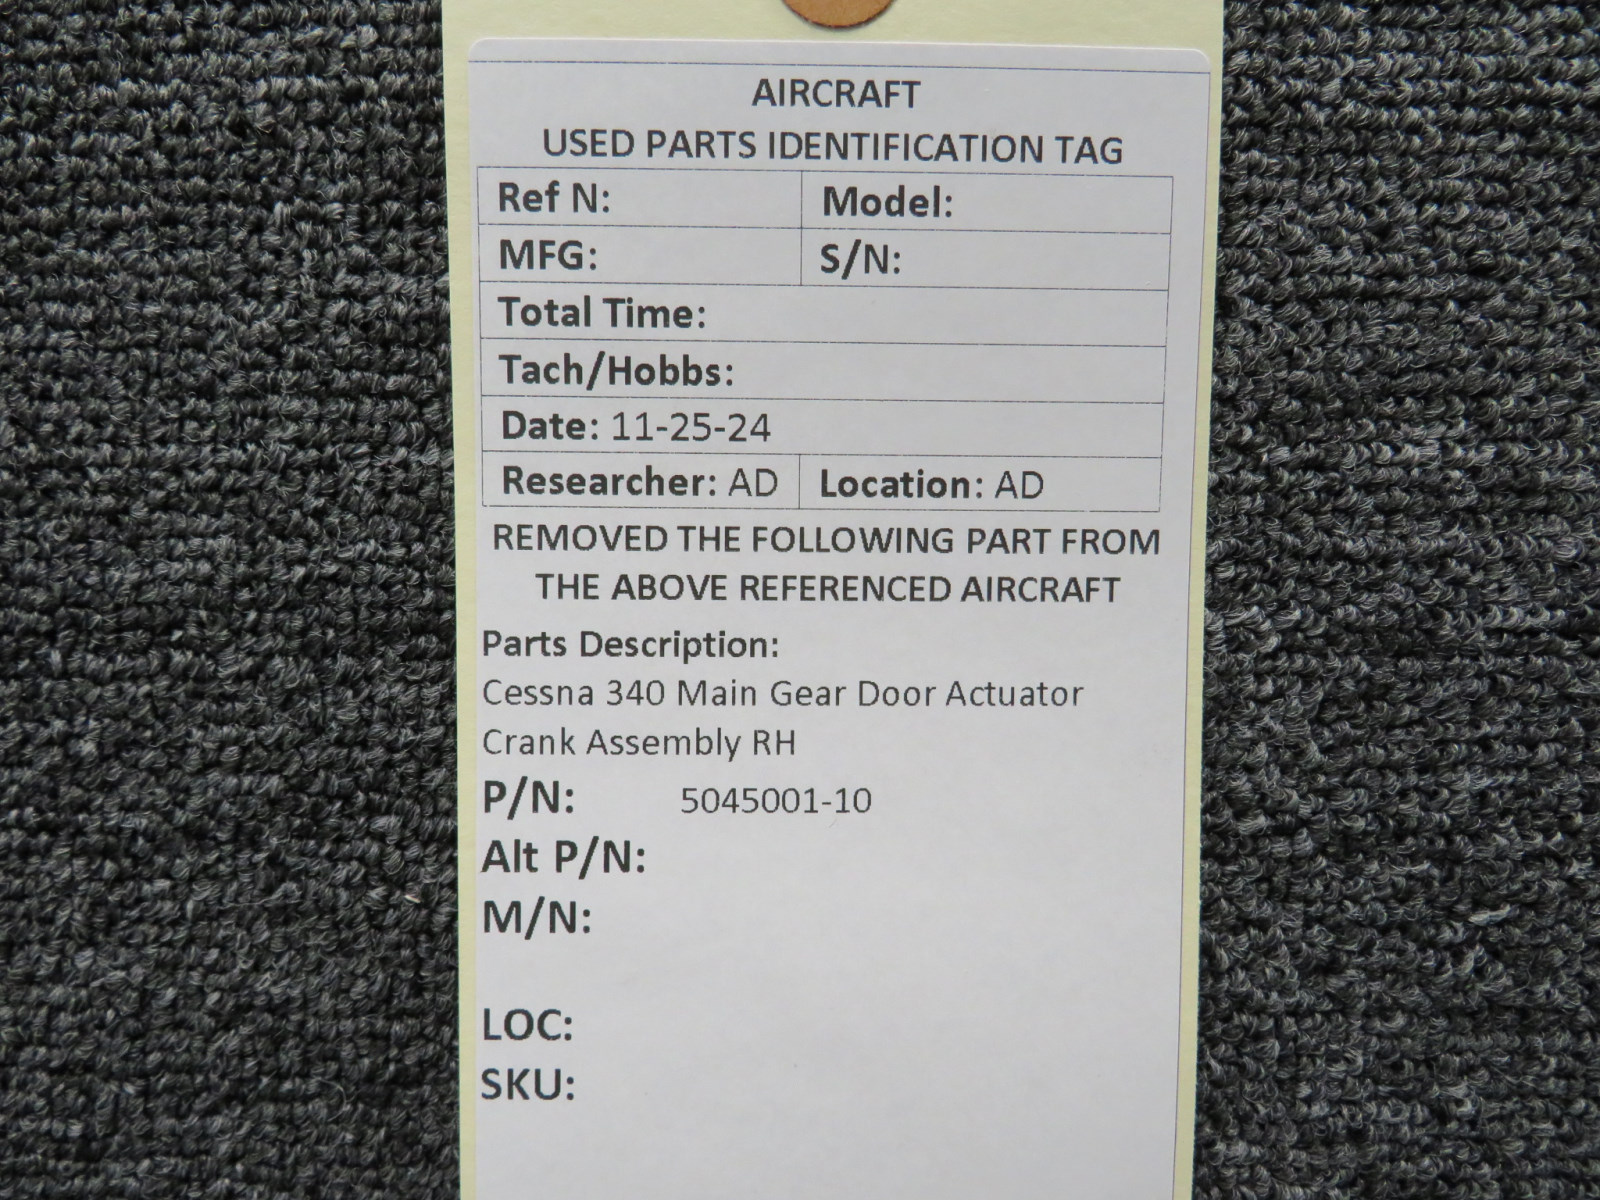 AIRCRAFT
USED PARTS IDENTIFICATION TAG
Ref N: Model:
MFG: S/N:
Total Time:
Tach/Hobbs:
Date: 11-25-24
Researcher: AD Location: AD
REMOVED THE FOLLOWING PART FROM
THE ABOVE REFERENCED AIRCRAFT
Parts Description:
Cessna 340 Main Gear Door Actuator
Crank Assembly RH
P/N: 5045001-10
Alt P/N:
M/N:
LOC:
SKU: